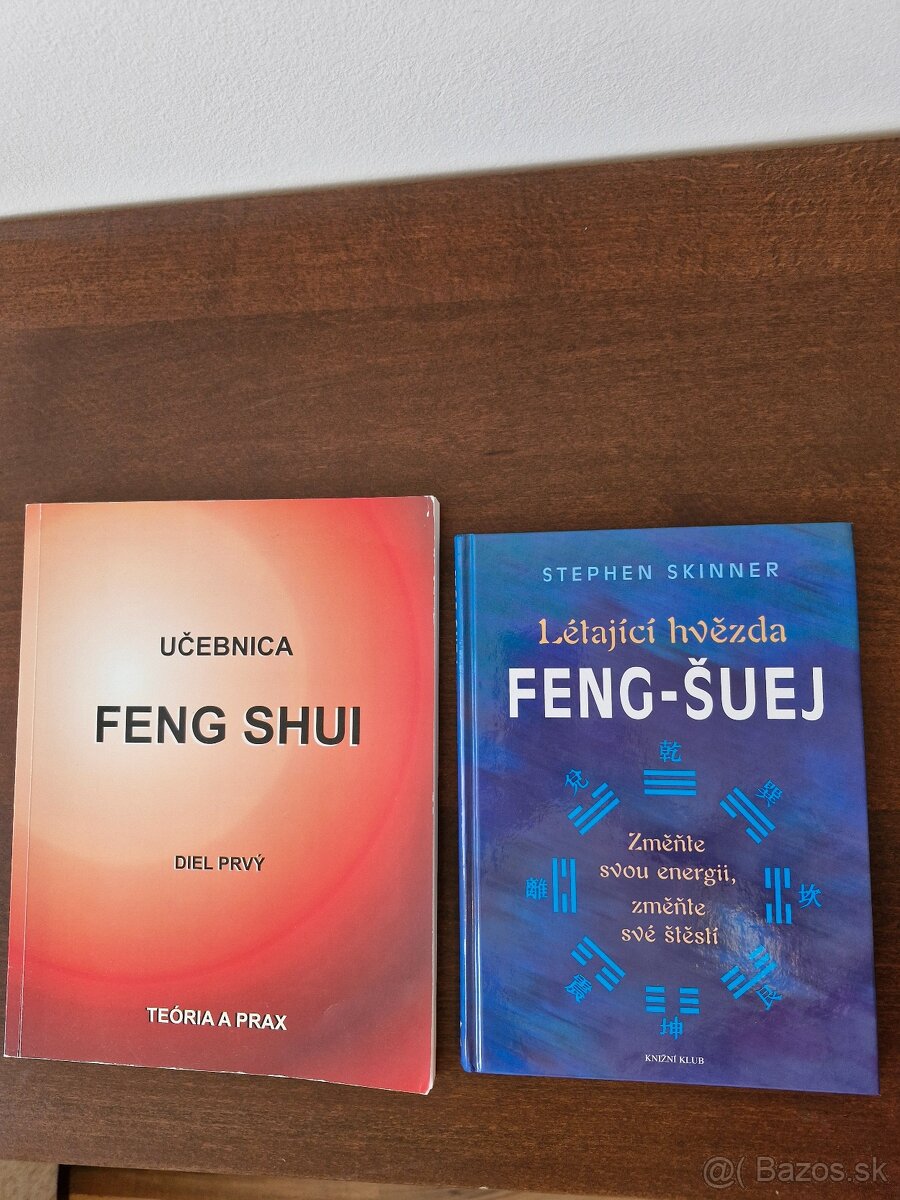 UČEBNICA
FENG SHUI
DIEL PRVÝ
TEÓRIA A PRAX
STEPHEN SKINNER
Létající hvězda
FENG-ŠUEJ
乾
兌
巽
離
坎
震
艮
坤
Změňte
svou energii,
změňte
své štěstí
KNIŽNÍ KLUB
@( Bazos.sk